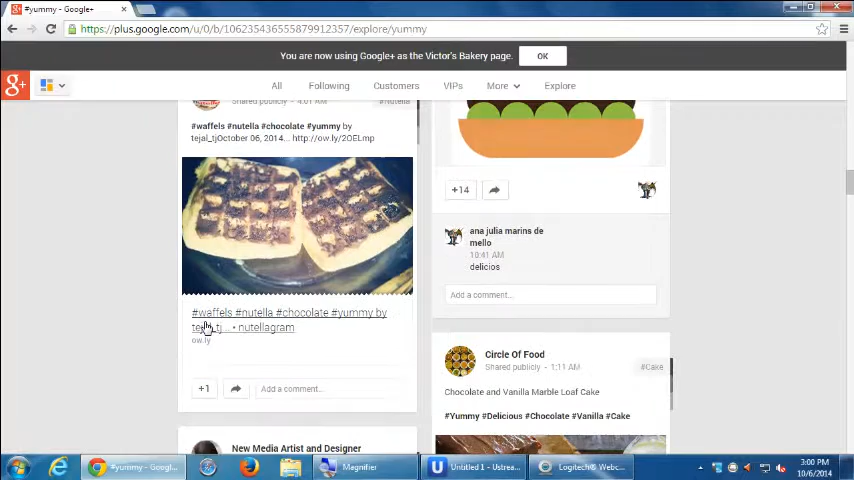 #yummy - Google+
https://plus.google.com/u/0/b/106235436555879912357/explore/yummy
You are now using Google+ as the Victor's Bakery page.
OK
g+
All
Following
Customers
VIPs
More
Explore
Shared publicly - 4:01 AM
#Nutella
#waffels #nutella #chocolate #yummy by
tejal_tjOctober 06, 2014... http://ow.ly/2OELmp
#waffels #nutella #chocolate #yummy by
tejal_tj... • nutellagram
ow.ly
+1
Add a comment...
New Media Artist and Designer
+14
ana julia marins de
mello
10:41 AM
delicios
Add a comment...
Circle Of Food
Shared publicly - 1:11 AM
#Cake
Chocolate and Vanilla Marble Loaf Cake
#Yummy #Delicious #Chocolate #Vanilla #Cake
#yummy - Googl...
Magnifier
Untitled 1 - Ustrea...
Logitech® Webc...
3:00 PM
10/6/2014